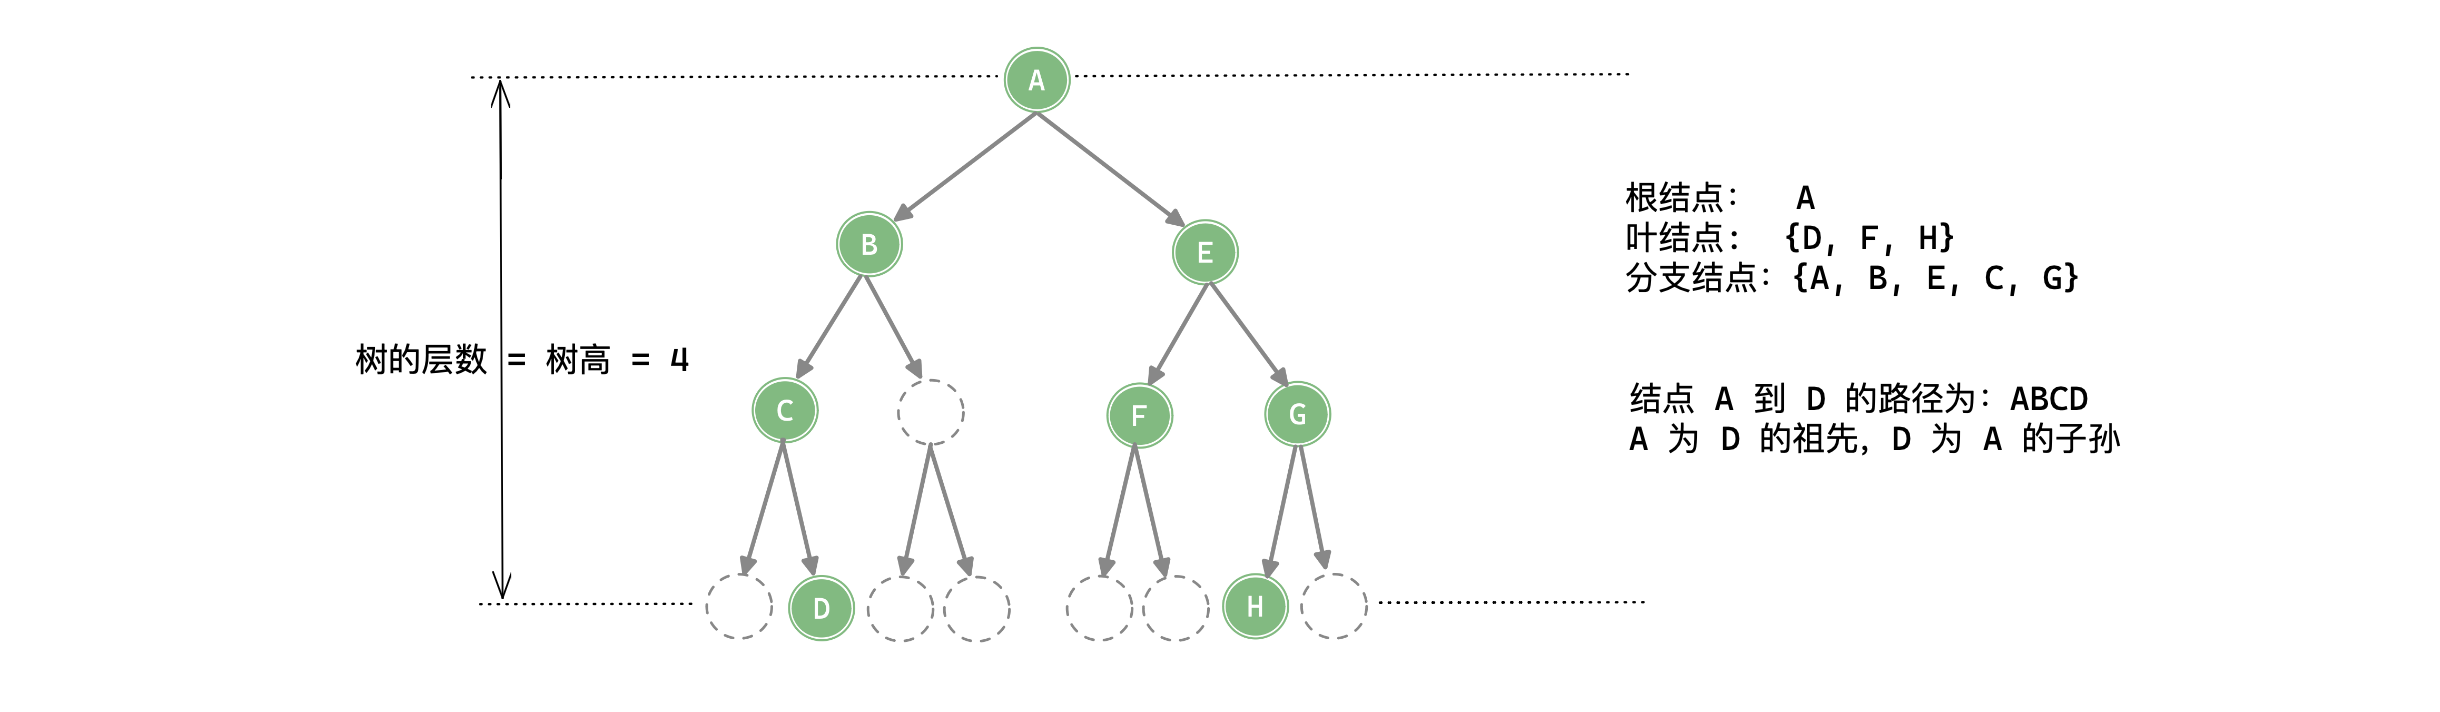 A
B
E
根结点： A
叶结点： {D, F, H}
分支结点：{A, B, E, C, G}
树的层数 = 树高 = 4
C
F
G
结点 A 到 D 的路径为：ABCD
A 为 D 的祖先，D 为 A 的子孙
D
H